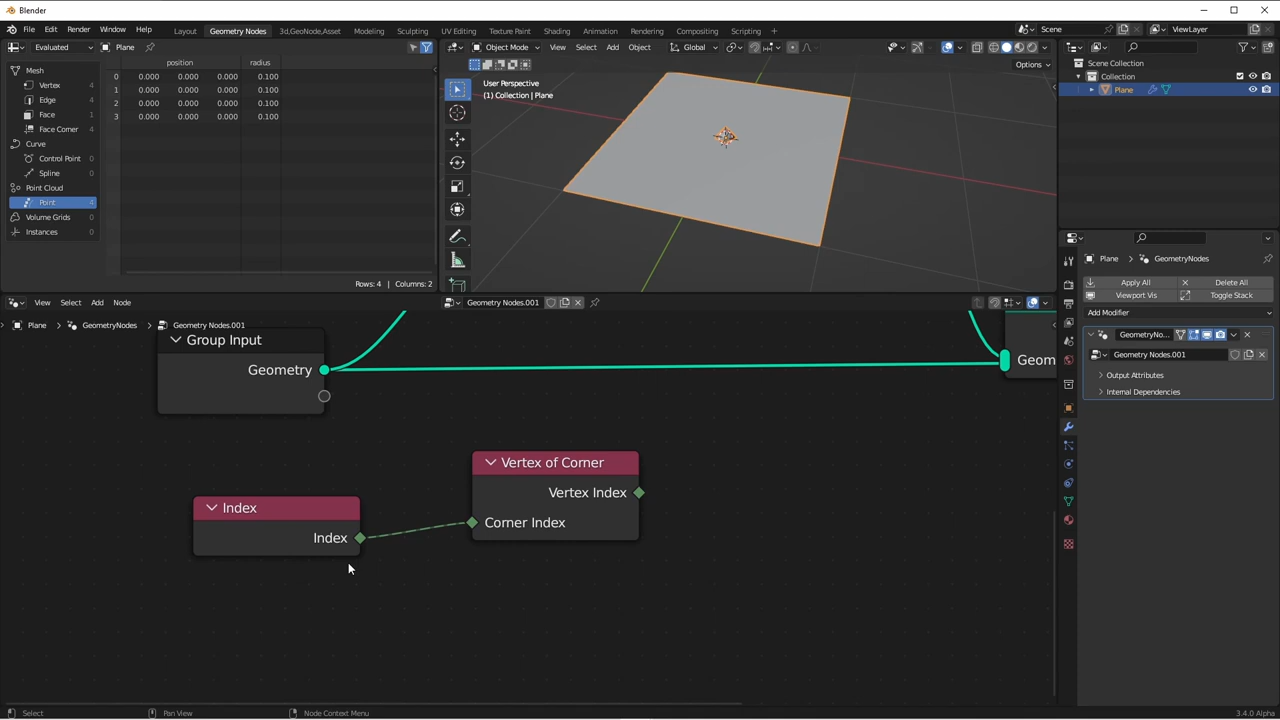 Blender
File Edit Render Window Help
Layout Geometry Nodes 3d,GeoNode,Asset Modeling Sculpting UV Editing Texture Paint Shading Animation Rendering Compositing Scripting
Scene ViewLayer
Evaluated Plane
Object Mode View Select Add Object Global
Options
position radius
0 0.000 0.000 0.000 0.100
1 0.000 0.000 0.000 0.100
2 0.000 0.000 0.000 0.100
3 0.000 0.000 0.000 0.100
Mesh
Vertex 4
Edge 4
Face 1
Face Corner 4
Curve
Control Point 0
Spline 0
Point Cloud
Point 4
Volume Grids 0
Instances 0
Rows: 4 | Columns: 2
User Perspective
(1) Collection | Plane
Scene Collection
Collection
Plane
View Select Add Node
Geometry Nodes.001
Plane GeometryNodes Geometry Nodes.001
Group Input
Geometry
Geom
Index
Index
Vertex of Corner
Vertex Index
Corner Index
Plane GeometryNodes
Apply All Delete All
Viewport Vis Toggle Stack
Add Modifier
GeometryNo...
Geometry Nodes.001
Output Attributes
Internal Dependencies
Select Pan View Node Context Menu 3.4.0 Alpha